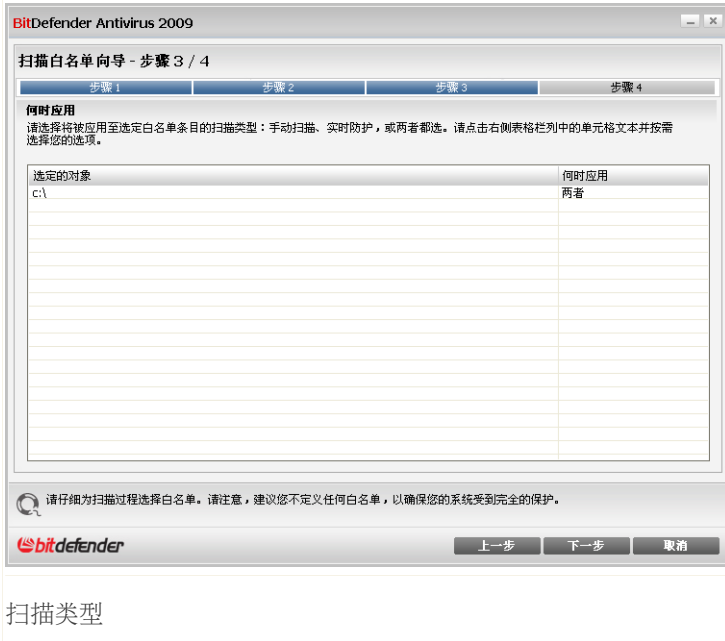 BitDefender Antivirus 2009
扫描白名单向导 - 步骤 3 / 4
步骤 1 步骤 2 步骤 3 步骤 4
何时应用
请选择将被应用至选定白名单条目的扫描类型：手动扫描、实时防护，或两者都选。请点击右侧表格栏列中的单元格文本并按需
选择您的选项。
选定的对象 何时应用
c:\ 两者
请仔细为扫描过程选择白名单。请注意，建议您不定义任何白名单，以确保您的系统受到完全的保护。
bitdefender 上一步 下一步 取消
扫描类型